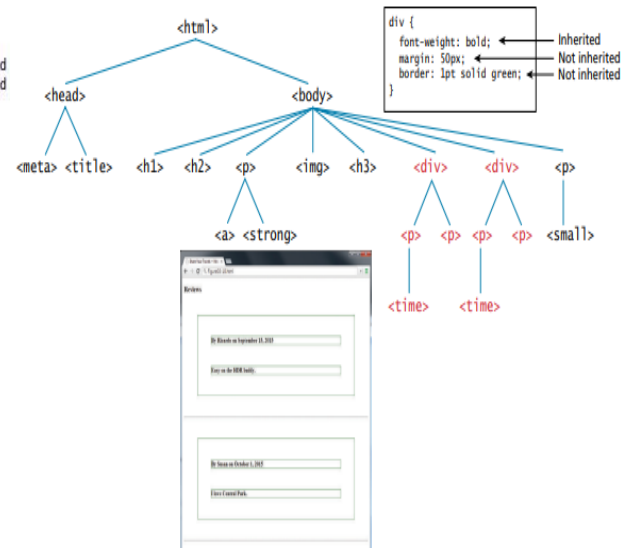 <html>
div {
font-weight: bold; Inherited
margin: 50px; Not inherited
border: 1pt solid green; Not inherited
}
d
d
<head> <body>
<meta> <title> <h1> <h2> <p> <img> <h3> <div> <div> <p>
<a> <strong> <p> <p> <p> <p> <small>
<time> <time>
Reviews
By Ricardo on September 15, 2015
Easy on the HDR buddy.
By Susan on October 1, 2015
I love Central Park.